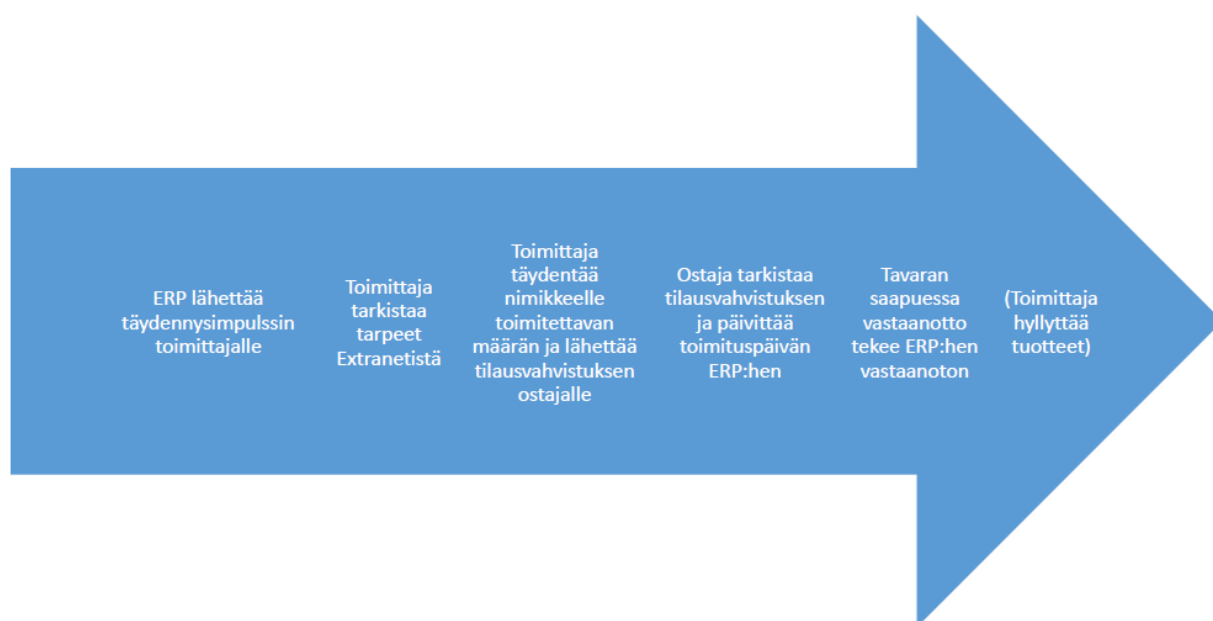 ERP lähettää
täydennysimpulssin
toimittajalle
Toimittaja
tarkistaa
tarpeet
Extranetistä
Toimittaja
täydentää
nimikkeelle
toimitettavan
määrän ja lähettää
tilausvahvistuksen
ostajalle
Ostaja tarkistaa
tilausvahvistuksen
ja päivittää
toimituspäivän
ERP:hen
Tavaran
saapuessa
vastaanotto
tekee ERP:hen
vastaanoton
(Toimittaja
hyllyttää
tuotteet)